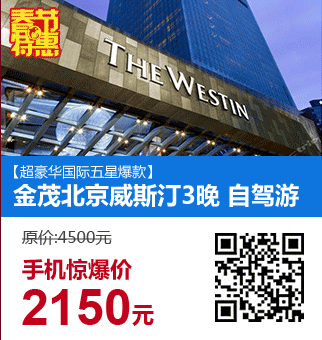 春节
特惠
THE WESTIN
【超豪华国际五星爆款】
金茂北京威斯汀3晚 自驾游
原价:4500元
手机惊爆价
2150元